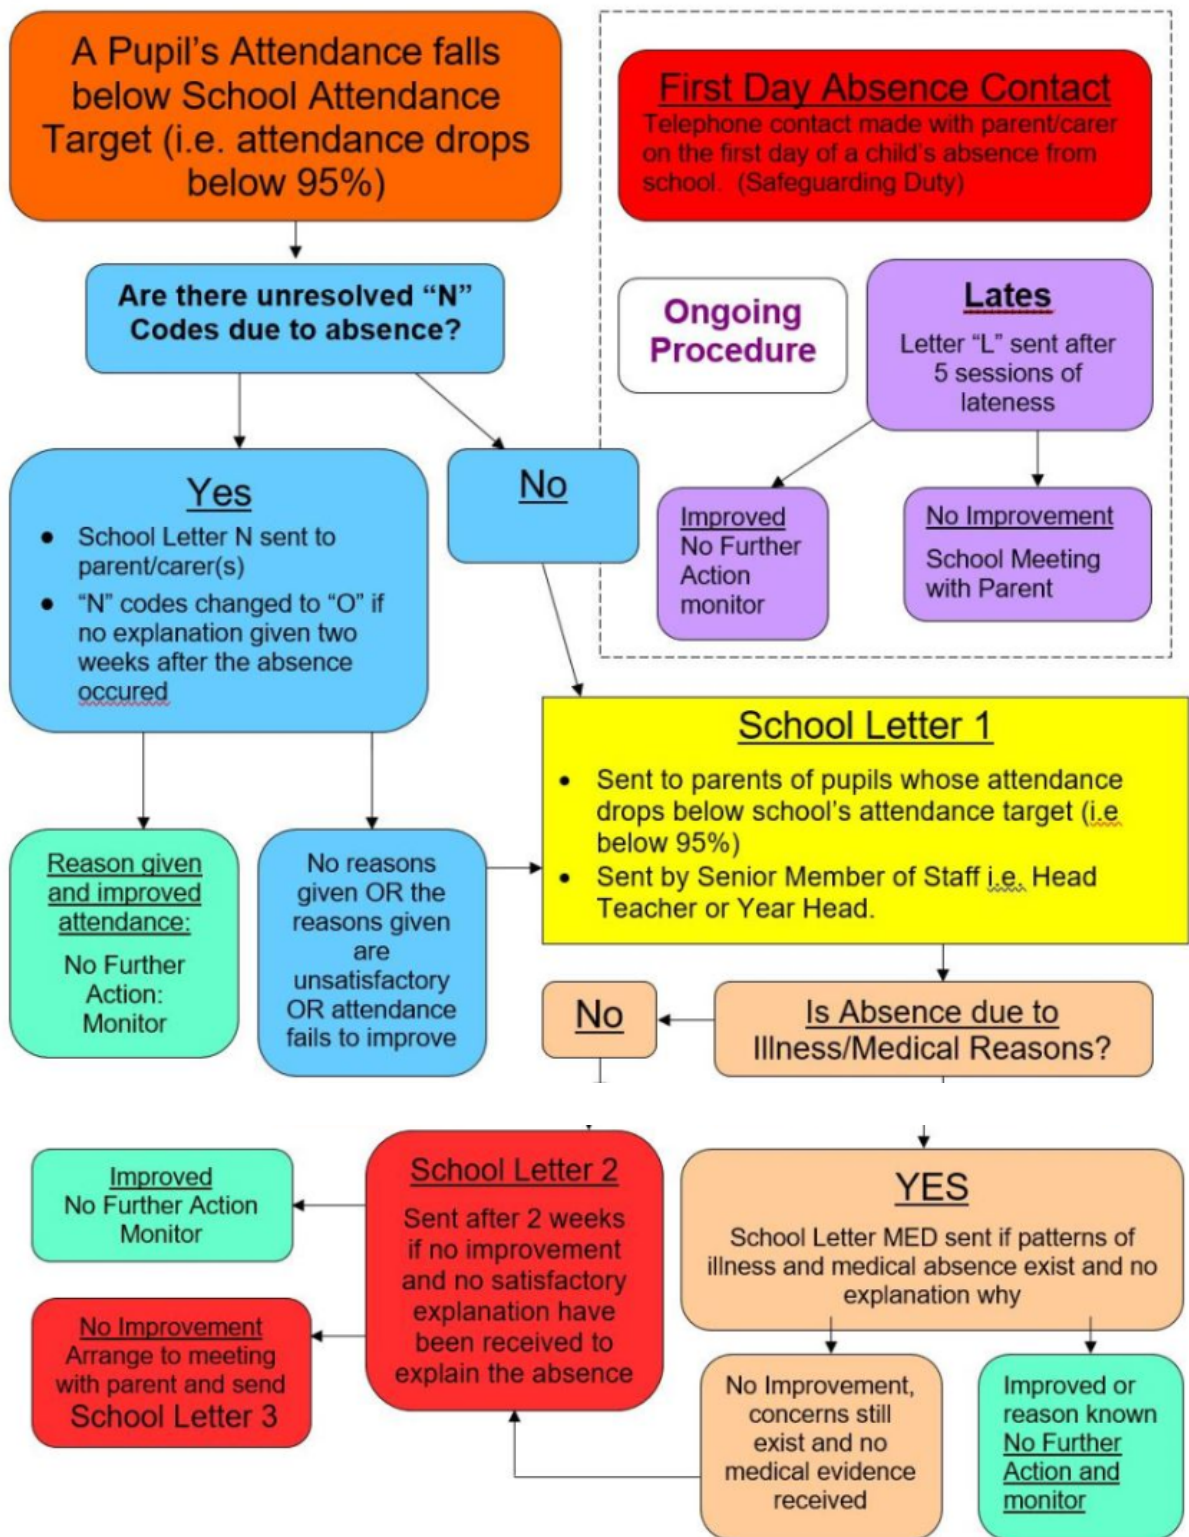 A Pupil's Attendance falls
below School Attendance
Target (i.e. attendance drops
below 95%)
First Day Absence Contact
Telephone contact made with parent/carer
on the first day of a child's absence from
school.  (Safeguarding Duty)
Are there unresolved “N”
Codes due to absence?
Ongoing
Procedure
Lates
Letter “L” sent after
5 sessions of
lateness
Yes
● School Letter N sent to
parent/carer(s)
● “N” codes changed to “O” if
no explanation given two
weeks after the absence
occured
No
Improved
No Further
Action
monitor
No Improvement
School Meeting
with Parent
School Letter 1
• Sent to parents of pupils whose attendance
drops below school's attendance target (i.e
below 95%)
• Sent by Senior Member of Staff i.e. Head
Teacher or Year Head.
Reason given
and improved
attendance:
No Further
Action:
Monitor
No reasons
given OR the
reasons given
are
unsatisfactory
OR attendance
fails to improve
No
Is Absence due to
Illness/Medical Reasons?
Improved
No Further Action
Monitor
School Letter 2
Sent after 2 weeks
if no improvement
and no satisfactory
explanation have
been received to
explain the absence
YES
School Letter MED sent if patterns of
illness and medical absence exist and no
explanation why
No Improvement
Arrange to meeting
with parent and send
School Letter 3
No Improvement,
concerns still
exist and no
medical evidence
received
Improved or
reason known
No Further
Action and
monitor